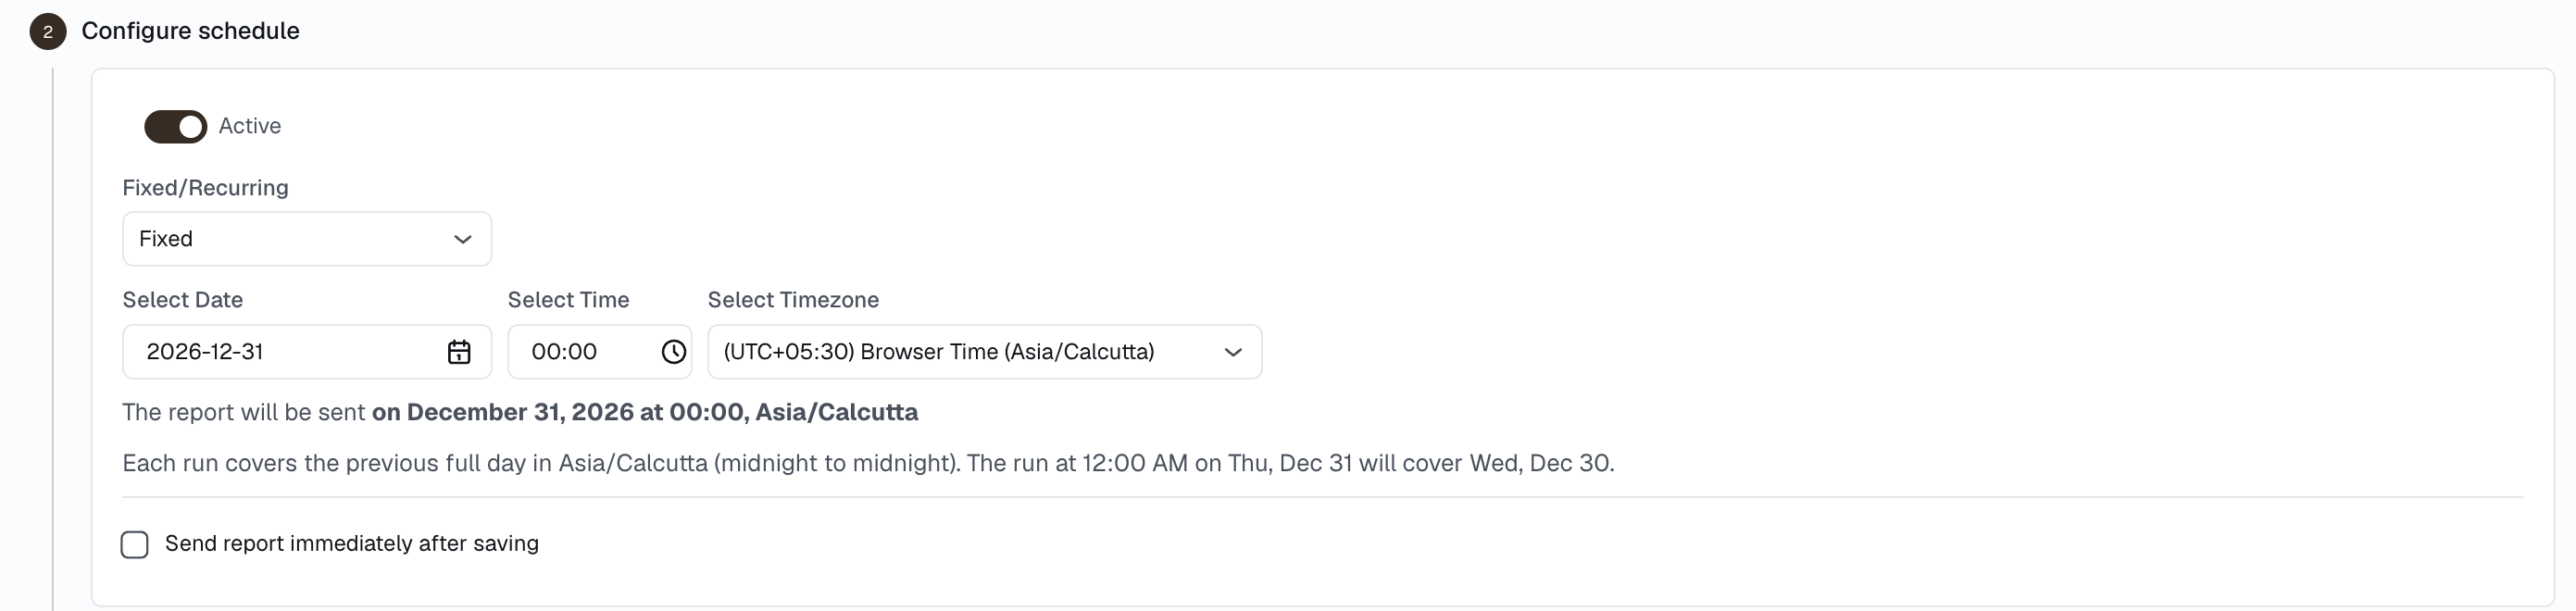 2 Configure schedule
Active
Fixed/Recurring
Fixed
Select Date Select Time Select Timezone
2026-12-31 00:00 (UTC+05:30) Browser Time (Asia/Calcutta)
The report will be sent on December 31, 2026 at 00:00, Asia/Calcutta
Each run covers the previous full day in Asia/Calcutta (midnight to midnight). The run at 12:00 AM on Thu, Dec 31 will cover Wed, Dec 30.
Send report immediately after saving